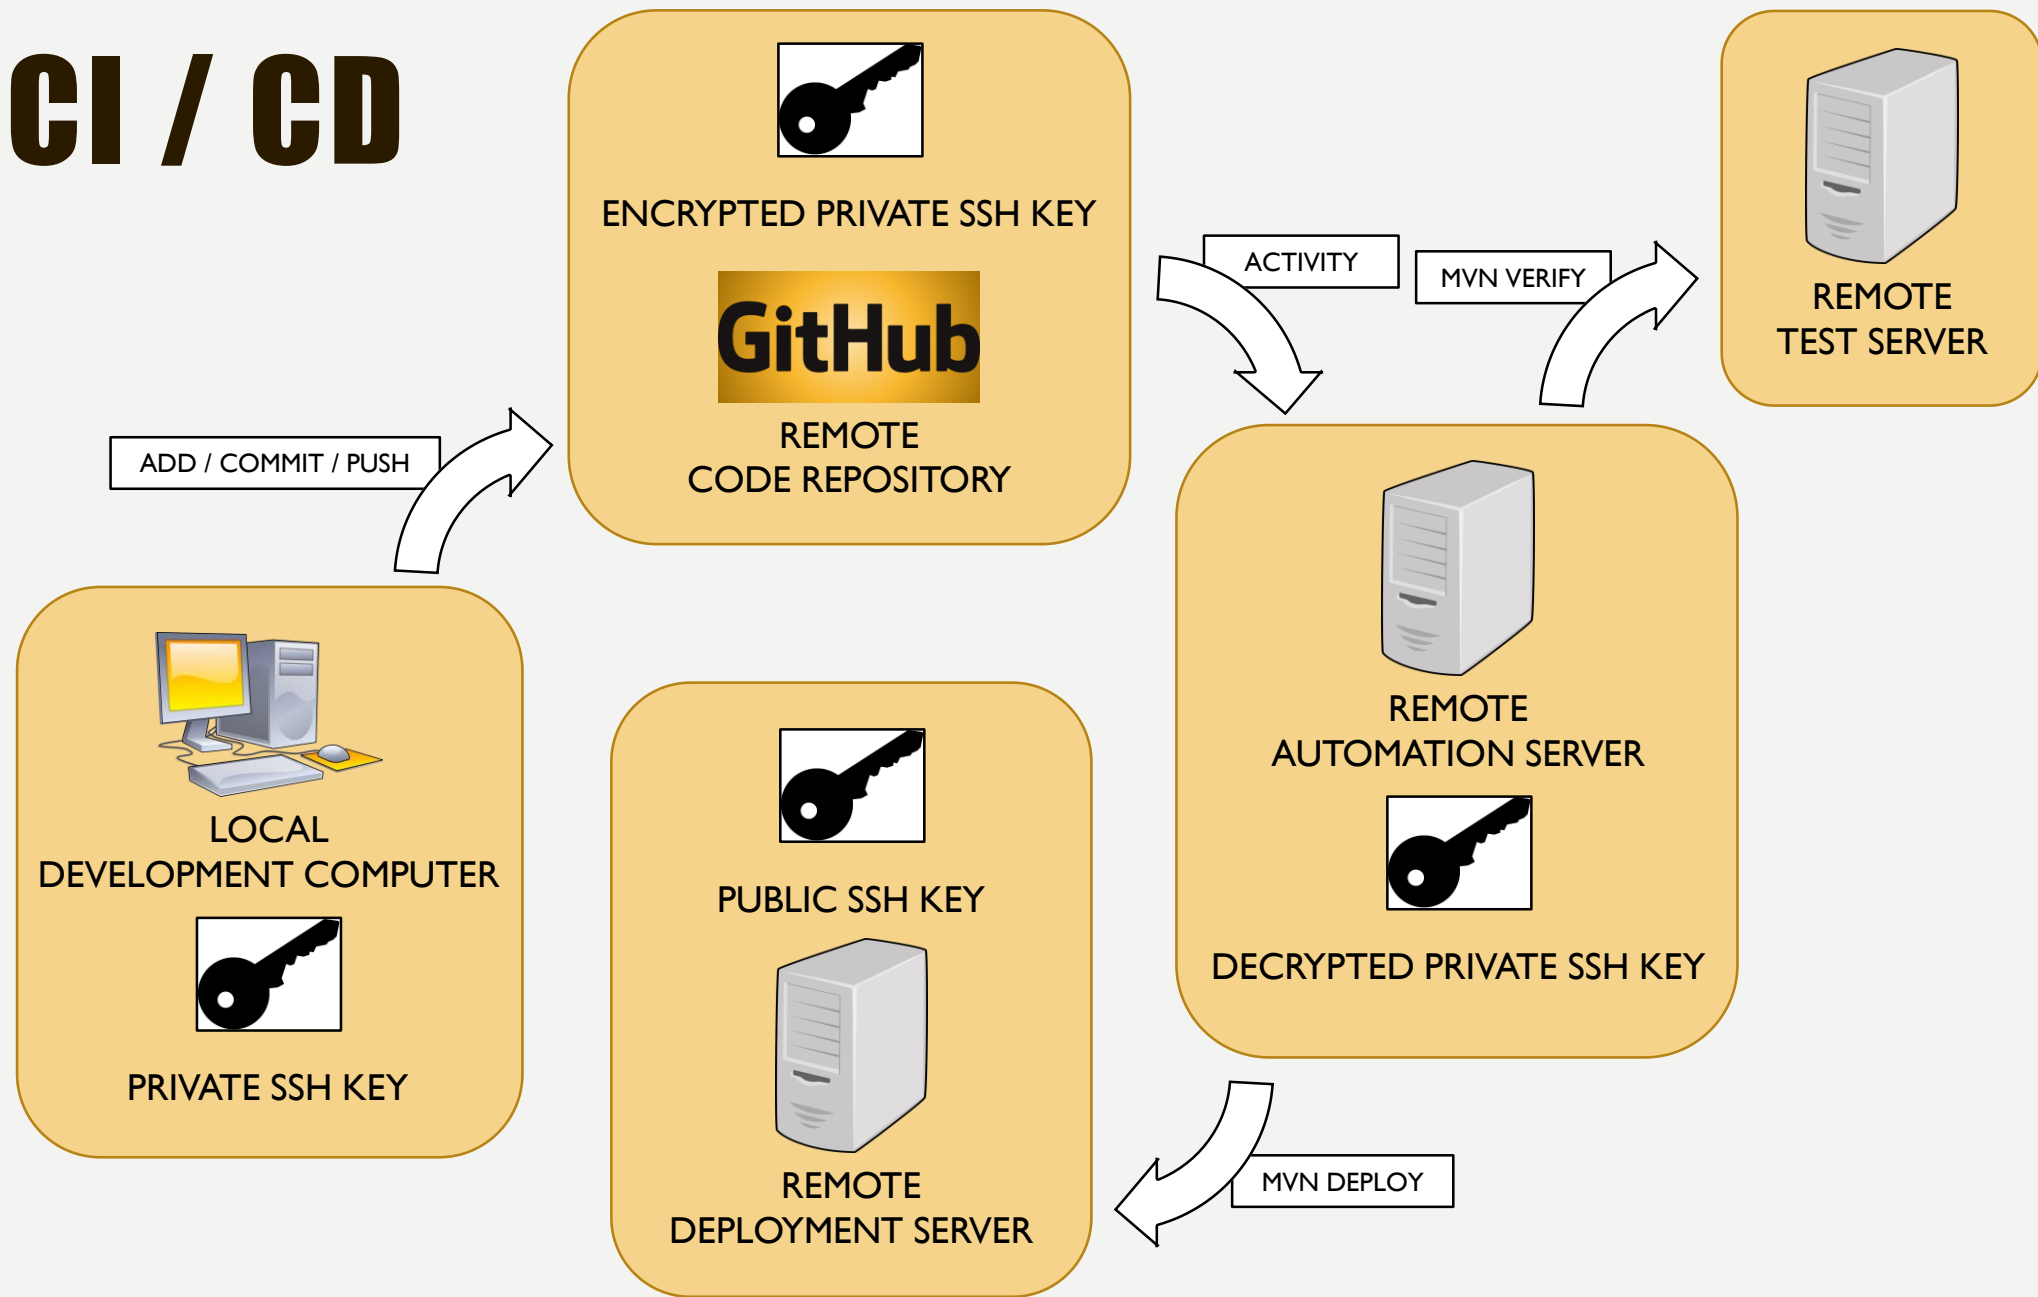 CI / CD
ENCRYPTED PRIVATE SSH KEY
GitHub
REMOTE
CODE REPOSITORY
ADD / COMMIT / PUSH
ACTIVITY
MVN VERIFY
REMOTE
TEST SERVER
LOCAL
DEVELOPMENT COMPUTER
PRIVATE SSH KEY
PUBLIC SSH KEY
REMOTE
DEPLOYMENT SERVER
REMOTE
AUTOMATION SERVER
DECRYPTED PRIVATE SSH KEY
MVN DEPLOY